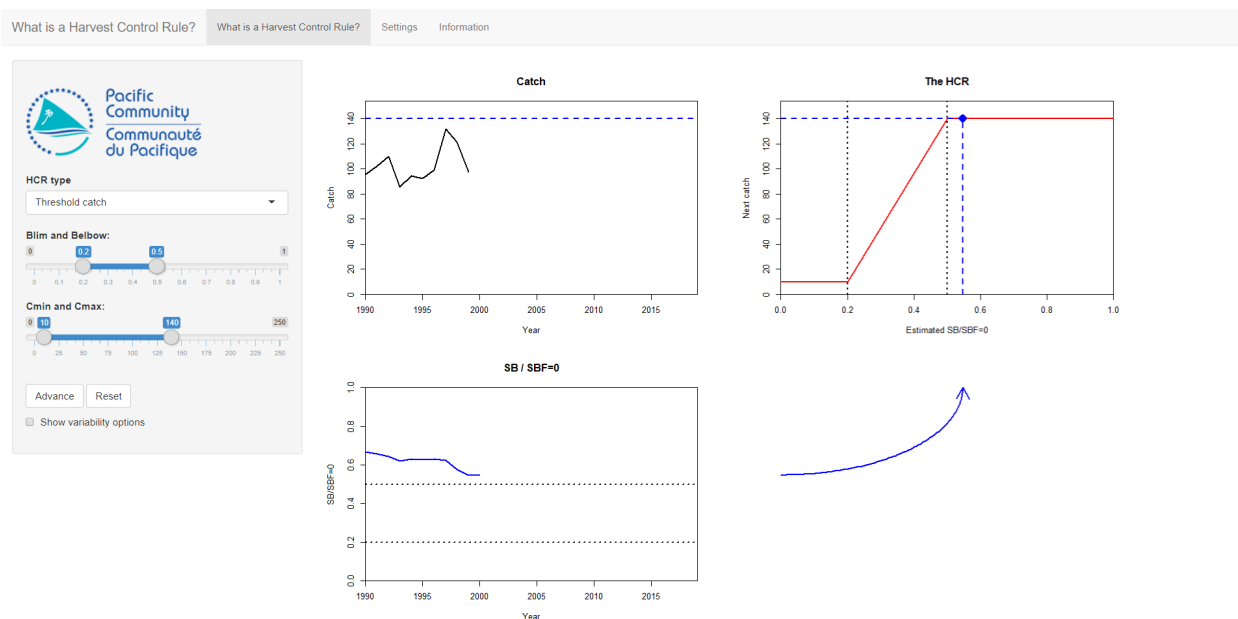 What is a Harvest Control Rule?
What is a Harvest Control Rule?
Settings
Information
Pacific
Community
Communauté
du Pacifique
HCR type
Threshold catch
Blim and Belbow:
0 0.2 0.5 1
0 0.1 0.2 0.3 0.4 0.5 0.6 0.7 0.8 0.9 1
Cmin and Cmax:
0 10 140 250
0 25 50 75 100 125 150 175 200 225 250
Advance
Reset
Show variability options
Catch
Catch
140
120
100
80
60
40
20
0
1990 1995 2000 2005 2010 2015
Year
The HCR
Next catch
140
120
100
80
60
40
20
0
0.0 0.2 0.4 0.6 0.8 1.0
Estimated SB/SBF=0
SB / SBF=0
SB/SBF=0
1.0
0.8
0.6
0.4
0.2
0.0
1990 1995 2000 2005 2010 2015
Year